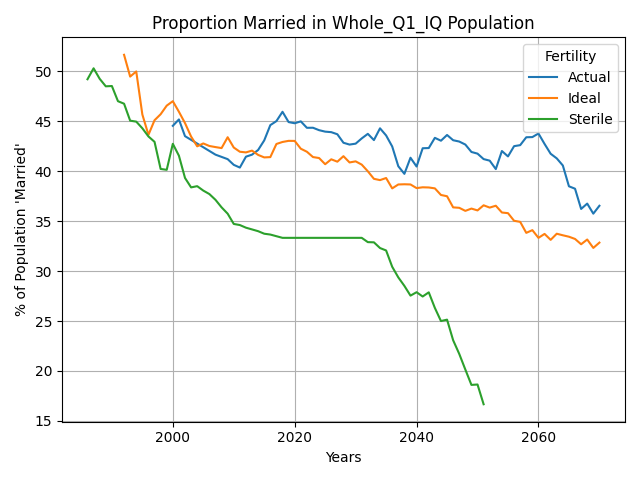 Proportion Married in Whole_Q1_IQ Population
Fertility
Actual
Ideal
Sterile
% of Population 'Married'
50
45
40
35
30
25
20
15
2000
2020
2040
2060
Years